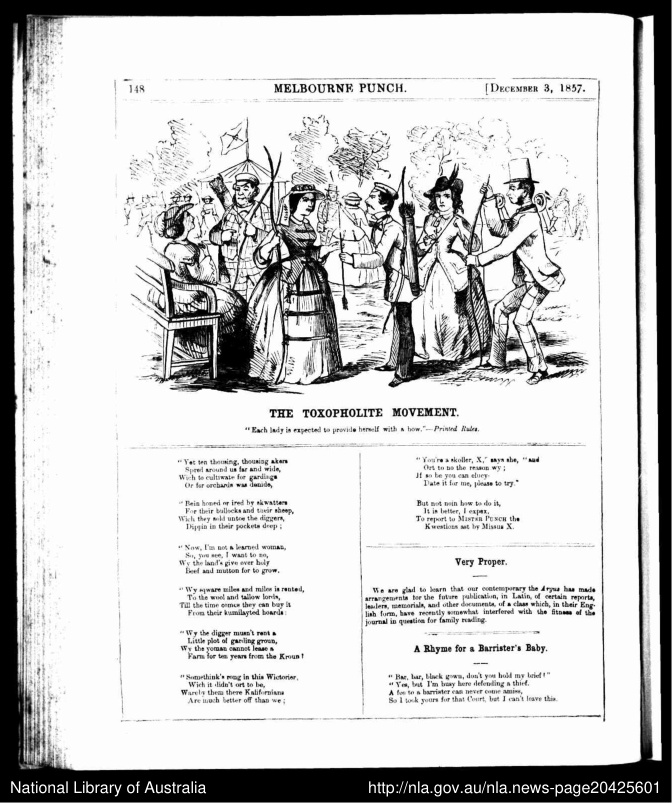 148
MELBOURNE PUNCH.
[DECEMBER 3, 1857.
THE TOXOPHOLITE MOVEMENT.
"Each lady is expected to provide herself with a bow."—Printed Rules.
"Yet ten thousing, thousing akers
Spred around us far and wide,
Wich to cultiwate for gardings
Or for orchards was denide,
"Bein honed or ired by skwatters
For their bullocks and their sheep,
Wich they sold untoe the diggers,
Dippin in their pockets deep;
"Now, I'm not a learned woman,
So, you see, I want to no,
Wy the land's give over holy
Beef and mutton for to grow.
"Wy square miles and miles is rented,
To the wool and tallow lords,
Till the time comes they can buy it
From their kumilayted hoards:
"Wy the digger musn't rent a
Little plot of garding groun,
Wy the yoman cannot lease a
Farm for ten years from the Kroun!
"Somethink's rong in this Wictorier,
Wich it didn't ort to be,
Wareby them there Kalifornians
Are much better off than we;
"You're a skoller, X," says she, "and
Ort to no the reason wy;
If so be you can elucy-
Date it for me, please to try."
But not noin how to do it,
It is better, I expex,
To report to MISTER PUNCH the
Kwestions ast by Missus X.
Very Proper.
We are glad to learn that our contemporary the Argus has made
arrangements for the future publication, in Latin, of certain reports,
leaders, memorials, and other documents, of a class which, in their Eng-
lish form, have recently somewhat interfered with the fitness of the
journal in question for family reading.
A Rhyme for a Barrister's Baby.
"Bar, bar, black gown, don't you hold my brief?"
"Yes, but I'm busy here defending a thief.
A fee to a barrister can never come amiss,
So I took yours for that Court, but I can't leave this.
National Library of Australia
http://nla.gov.au/nla.news-page20425601